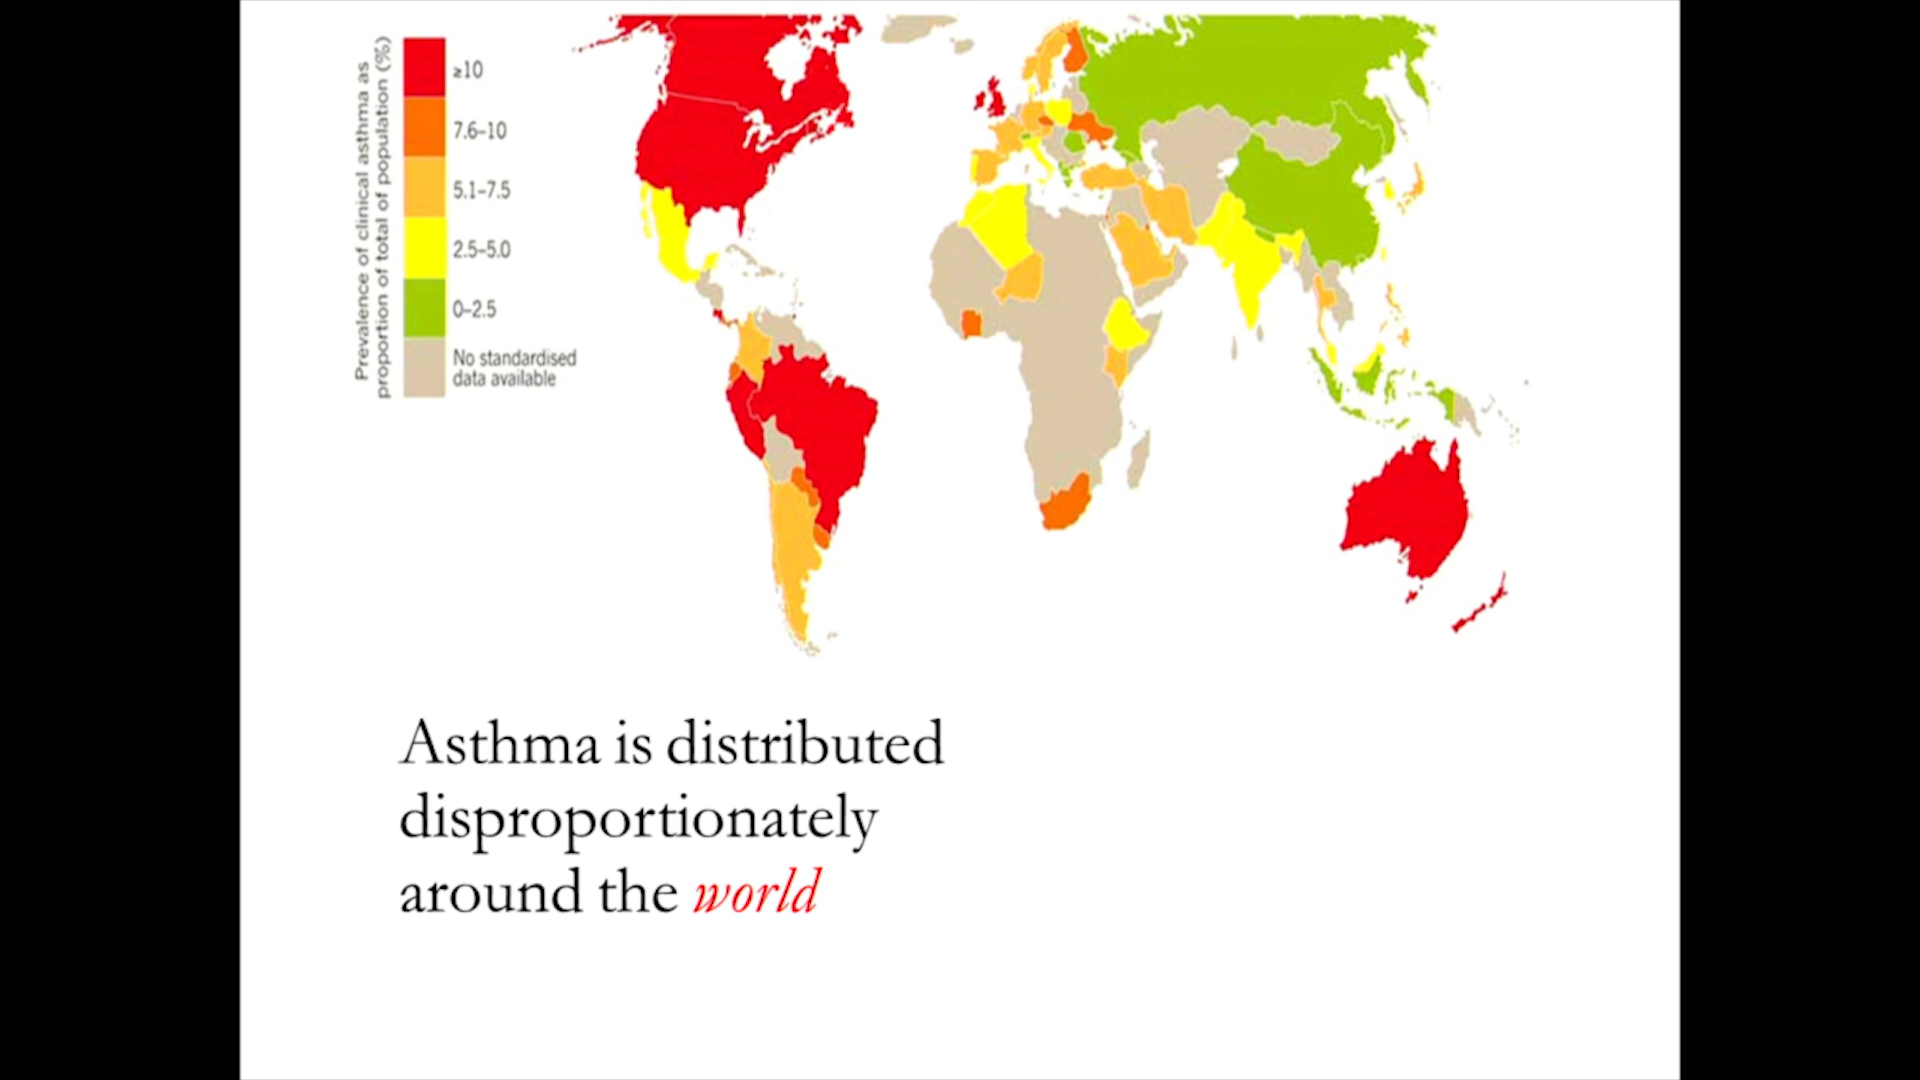 Prevalence of clinical asthma as
proportion of total of population (%)
≥10
7.6–10
5.1–7.5
2.5–5.0
0–2.5
No standardised
data available
Asthma is distributed
disproportionately
around the world